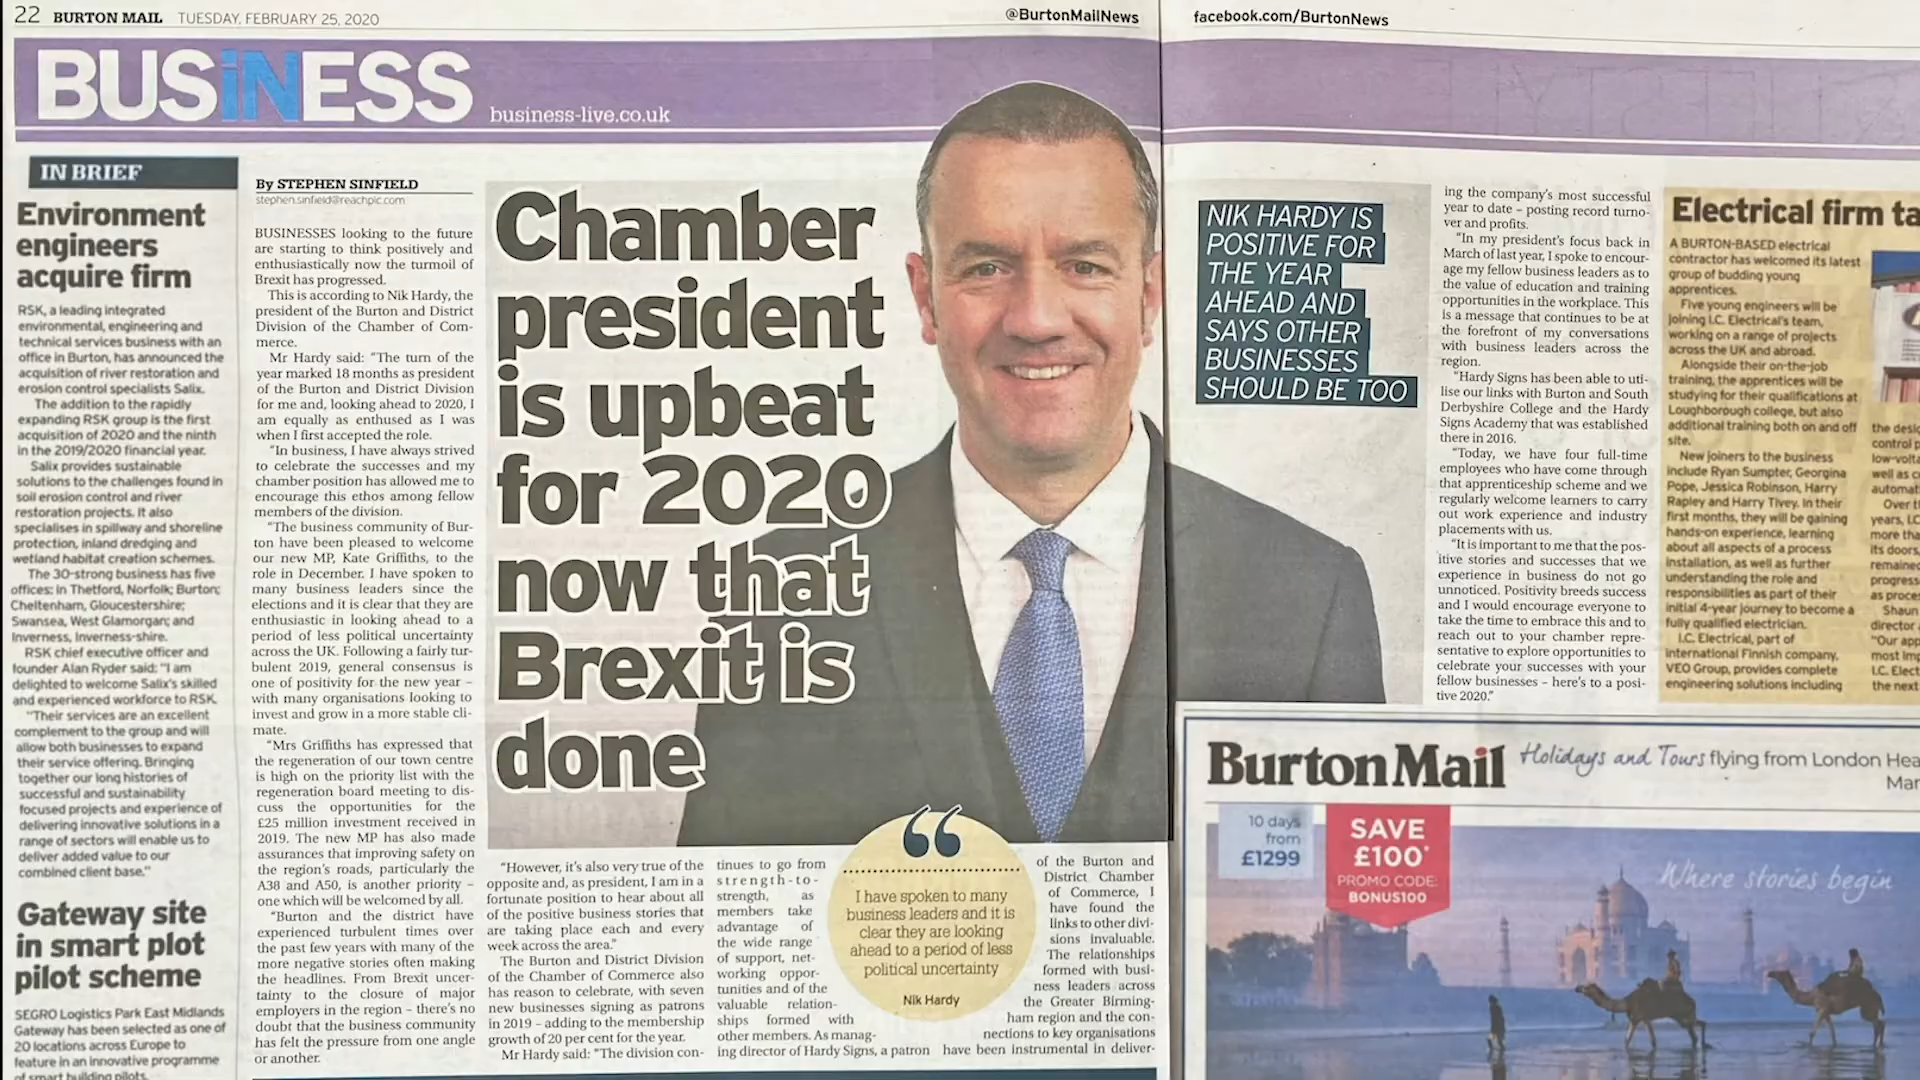 22 BURTON MAIL TUESDAY, FEBRUARY 25, 2020
@BurtonMailNews
facebook.com/BurtonNews
BUSiNESS
business-live.co.uk
IN BRIEF
Environment
engineers
acquire firm
RSK, a leading integrated
environmental, engineering and
technical services business with an
office in Burton, has announced the
acquisition of river restoration and
erosion control specialists Salix.
The addition to the rapidly
expanding RSK group is the first
acquisition of 2020 and the ninth
in the 2019/2020 financial year.
Salix provides sustainable
solutions to the challenges found in
soil erosion control and river
restoration projects. It also
specialises in spillway and shoreline
protection, inland dredging and
wetland habitat creation schemes.
The 30-strong business has five
offices: in Thetford, Norfolk; Burton;
Cheltenham, Gloucestershire;
Swansea, West Glamorgan; and
Inverness, Inverness-shire.
RSK chief executive officer and
founder Alan Ryder said: "I am
delighted to welcome Salix's skilled
and experienced workforce to RSK.
"Their services are an excellent
complement to the group and will
allow both businesses to expand
their service offering. Bringing
together our long histories of
successful and sustainability
focused projects and experience of
delivering innovative solutions in a
range of sectors will enable us to
deliver added value to our
combined client base."
Gateway site
in smart plot
pilot scheme
SEGRO Logistics Park East Midlands
Gateway has been selected as one of
20 locations across Europe to
feature in an innovative programme
of smart building pilots.
By STEPHEN SINFIELD
stephen.sinfield@reachplc.com
BUSINESSES looking to the future
are starting to think positively and
enthusiastically now the turmoil of
Brexit has progressed.
This is according to Nik Hardy, the
president of the Burton and District
Division of the Chamber of Com-
merce.
Mr Hardy said: "The turn of the
year marked 18 months as president
of the Burton and District Division
for me and, looking ahead to 2020, I
am equally as enthused as I was
when I first accepted the role.
"In business, I have always strived
to celebrate the successes and my
chamber position has allowed me to
encourage this ethos among fellow
members of the division.
"The business community of Bur-
ton have been pleased to welcome
our new MP, Kate Griffiths, to the
role in December. I have spoken to
many business leaders since the
elections and it is clear that they are
enthusiastic in looking ahead to a
period of less political uncertainty
across the UK. Following a fairly tur-
bulent 2019, general consensus is
one of positivity for the new year –
with many organisations looking to
invest and grow in a more stable cli-
mate.
"Mrs Griffiths has expressed that
the regeneration of our town centre
is high on the priority list with the
regeneration board meeting to dis-
cuss the opportunities for the
£25 million investment received in
2019. The new MP has also made
assurances that improving safety on
the region's roads, particularly the
A38 and A50, is another priority –
one which will be welcomed by all.
"Burton and the district have
experienced turbulent times over
the past few years with many of the
more negative stories often making
the headlines. From Brexit uncer-
tainty to the closure of major
employers in the region – there's no
doubt that the business community
has felt the pressure from one angle
or another.
Chamber
president
is upbeat
for 2020
now that
Brexit is
done
"However, it's also very true of the
opposite and, as president, I am in a
fortunate position to hear about all
of the positive business stories that
are taking place each and every
week across the area."
The Burton and District Division
of the Chamber of Commerce also
has reason to celebrate, with seven
new businesses signing as patrons
in 2019 – adding to the membership
growth of 20 per cent for the year.
Mr Hardy said: "The division con-
tinues to go from
strength-to-
strength, as
members take
advantage of
the wide range
of support, net-
working oppor-
tunities and of the
valuable relation-
ships formed with
other members. As manag-
ing director of Hardy Signs, a patron
“
I have spoken to many
business leaders and it is
clear they are looking
ahead to a period of less
political uncertainty
Nik Hardy
of the Burton and
District Chamber
of Commerce, I
have found the
links to other divi-
sions invaluable.
The relationships
formed with busi-
ness leaders across
the Greater Birming-
ham region and the con-
nections to key organisations
have been instrumental in deliver-
NIK HARDY IS
POSITIVE FOR
THE YEAR
AHEAD AND
SAYS OTHER
BUSINESSES
SHOULD BE TOO
ing the company's most successful
year to date – posting record turno-
ver and profits.
"In my president's focus back in
March of last year, I spoke to encour-
age my fellow business leaders as to
the value of education and training
opportunities in the workplace. This
is a message that continues to be at
the forefront of my conversations
with business leaders across the
region.
"Hardy Signs has been able to uti-
lise our links with Burton and South
Derbyshire College and the Hardy
Signs Academy that was established
there in 2016.
"Today, we have four full-time
employees who have come through
that apprenticeship scheme and we
regularly welcome learners to carry
out work experience and industry
placements with us.
"It is important to me that the pos-
itive stories and successes that we
experience in business do not go
unnoticed. Positivity breeds success
and I would encourage everyone to
take the time to embrace this and to
reach out to your chamber repre-
sentative to explore opportunities to
celebrate your successes with your
fellow businesses – here's to a posi-
tive 2020."
Electrical firm ta
A BURTON-BASED electrical
contractor has welcomed its latest
group of budding young
apprentices.
Five young engineers will be
joining I.C. Electrical's team,
working on a range of projects
across the UK and abroad.
Alongside their on-the-job
training, the apprentices will be
studying for their qualifications at
Loughborough college, but also
additional training both on and off
site.
New joiners to the business
include Ryan Sumpter, Georgina
Pope, Jessica Robinson, Harry
Rapley and Harry Tivey. In their
first months, they will be gaining
hands-on experience, learning
about all aspects of a process
installation, as well as further
understanding the role and
responsibilities as part of their
initial 4-year journey to become a
fully qualified electrician.
I.C. Electrical, part of
international Finnish company,
VEO Group, provides complete
engineering solutions including
the desig
control p
low-volta
well as c
automat
Over t
years, I.C
more tha
its doors,
remained
progress
as proce
Shaun
director
"Our app
most imp
I.C. Elect
the next
Burton Mail Holidays and Tours flying from London Hea
Mar
10 days
from
£1299
SAVE
£100*
PROMO CODE:
BONUS100
Where stories begin